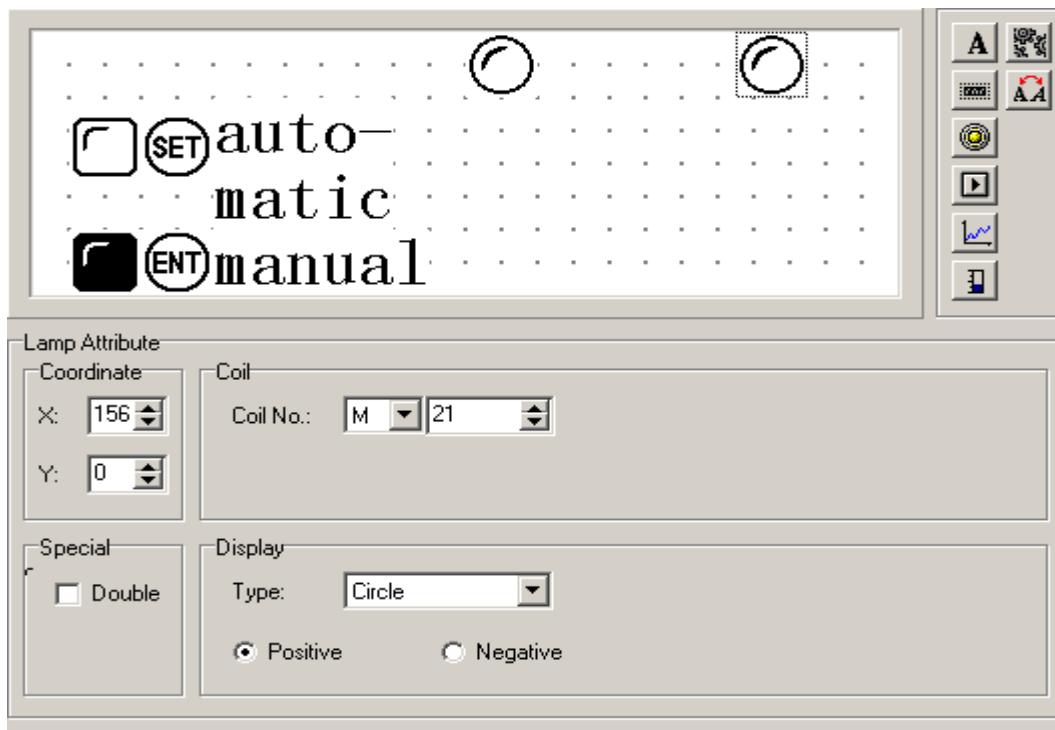 A
A A
SET auto-
matic
ENT manual
Lamp Attribute
Coordinate
Coil
X: 156
Coil No.: M 21
Y: 0
Special
Display
Double
Type: Circle
Positive
Negative